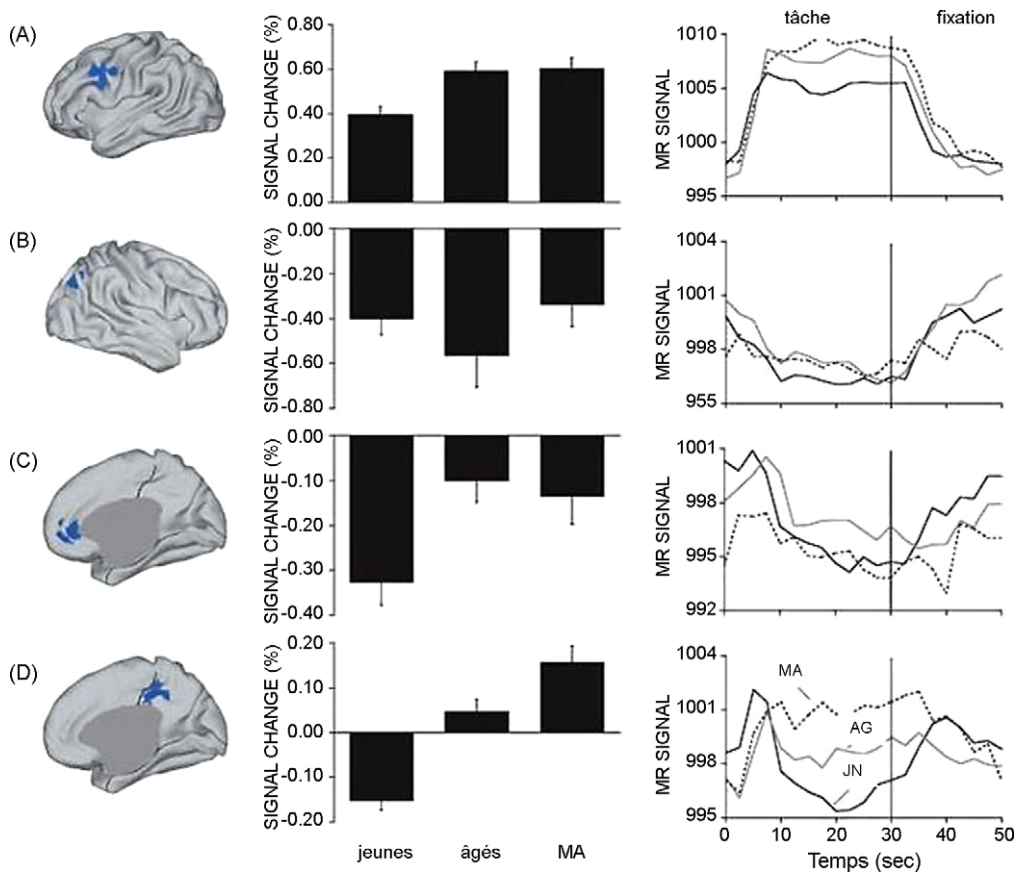 tâche fixation
(A)
SIGNAL CHANGE (%)
0.80
0.60
0.40
0.20
0.00
MR SIGNAL
1010
1005
1000
995
(B)
SIGNAL CHANGE (%)
0.00
-0.20
-0.40
-0.60
-0.80
MR SIGNAL
1004
1001
998
955
(C)
SIGNAL CHANGE (%)
0.00
-0.10
-0.20
-0.30
-0.40
MR SIGNAL
1001
998
995
992
(D)
SIGNAL CHANGE (%)
0.20
0.10
0.00
-0.10
-0.20
jeunes âgés MA
MR SIGNAL
1004
1001
998
995
MA
AG
JN
0 10 20 30 40 50
Temps (sec)